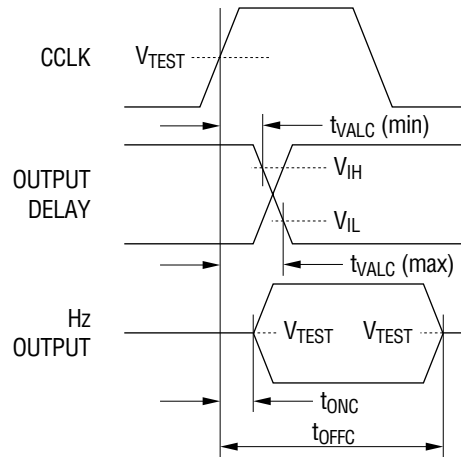 CCLK
VTEST
tVALC (min)
OUTPUT
DELAY
VIH
VIL
tVALC (max)
Hz
OUTPUT
VTEST
VTEST
tONC
tOFFC